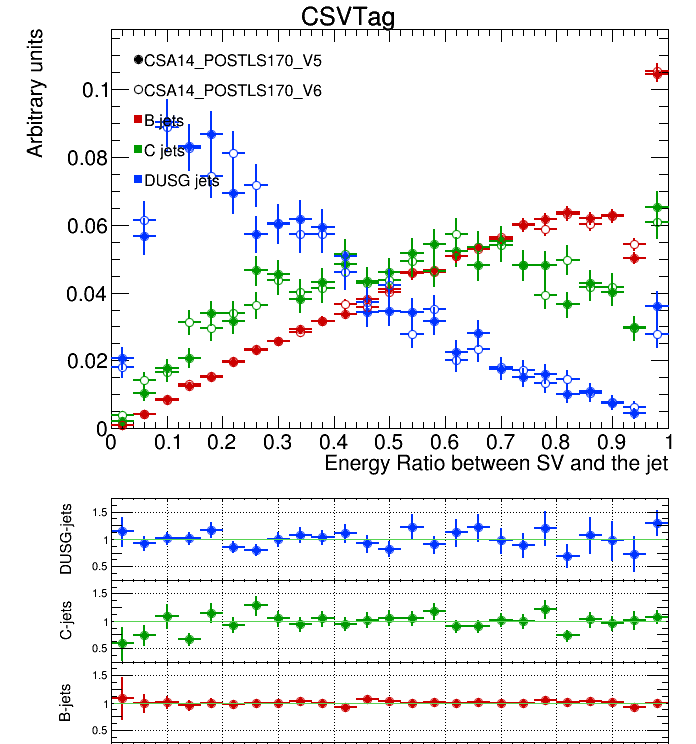 CSVTag
Arbitrary units
CSA14_POSTLS170_V5
CSA14_POSTLS170_V6
B jets
C jets
DUSG jets
0.1
0.08
0.06
0.04
0.02
0
0 0.1 0.2 0.3 0.4 0.5 0.6 0.7 0.8 0.9 1
Energy Ratio between SV and the jet
DUSG-jets
1.5
1
0.5
C-jets
1.5
1
0.5
B-jets
1.5
1
0.5